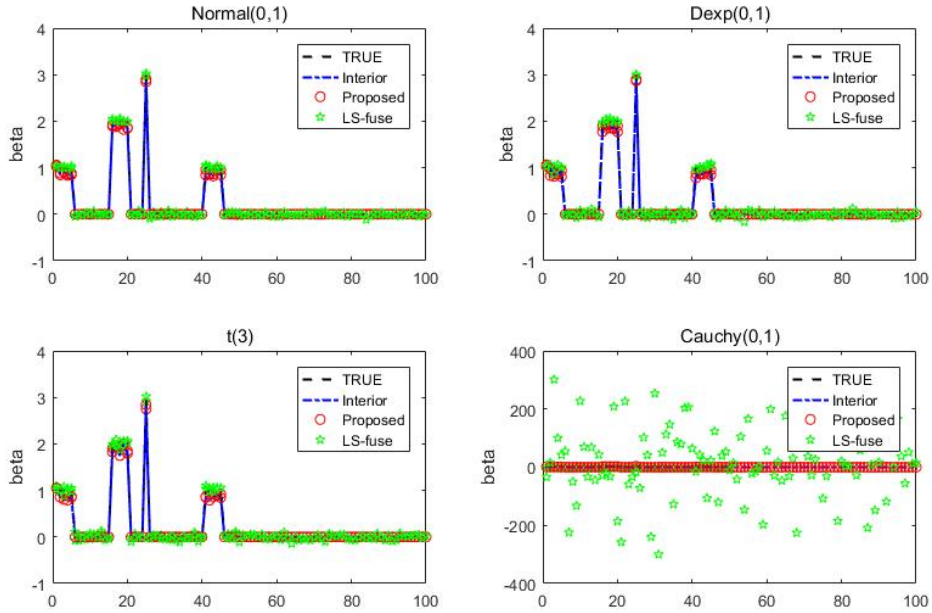 Normal(0,1)
4
3
2
1
0
-1
beta
TRUE
Interior
Proposed
LS-fuse
0 20 40 60 80 100
Dexp(0,1)
4
3
2
1
0
-1
beta
TRUE
Interior
Proposed
LS-fuse
0 20 40 60 80 100
t(3)
4
3
2
1
0
-1
beta
TRUE
Interior
Proposed
LS-fuse
0 20 40 60 80 100
Cauchy(0,1)
400
200
0
-200
-400
beta
TRUE
Interior
Proposed
LS-fuse
0 20 40 60 80 100